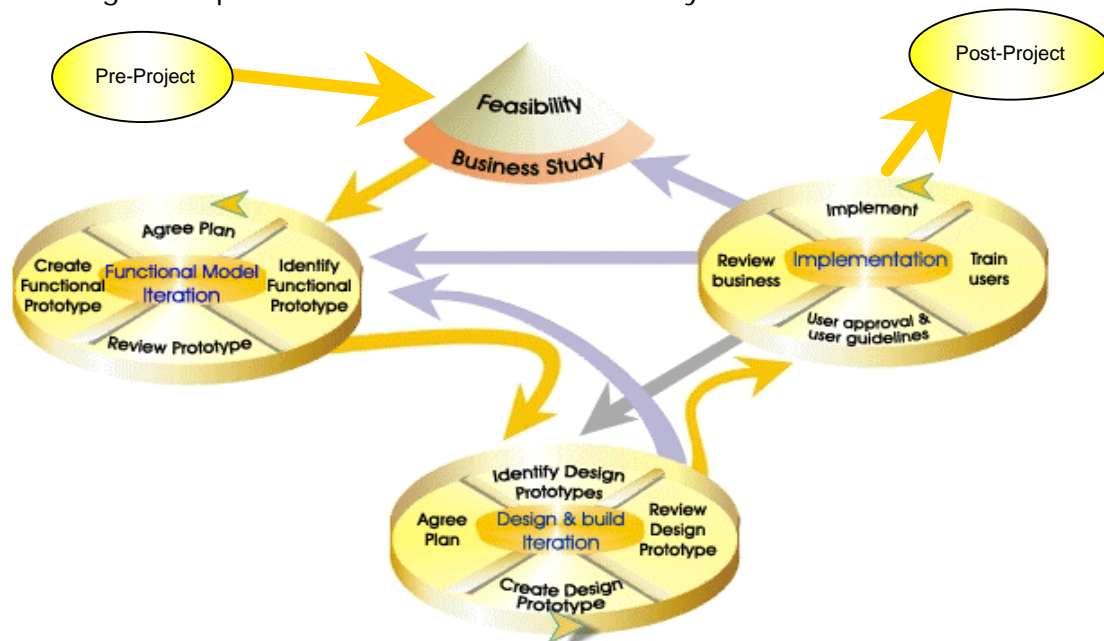 Pre-Project
Post-Project
Feasibility
Business Study
Agree Plan
Create
Functional
Prototype
Functional Model
Iteration
Identify
Functional
Prototype
Review Prototype
Implement
Review
business
Implementation
Train
users
User approval &
user guidelines
Identify Design
Prototypes
Agree
Plan
Design & build
Iteration
Review
Design
Prototype
Create Design
Prototype